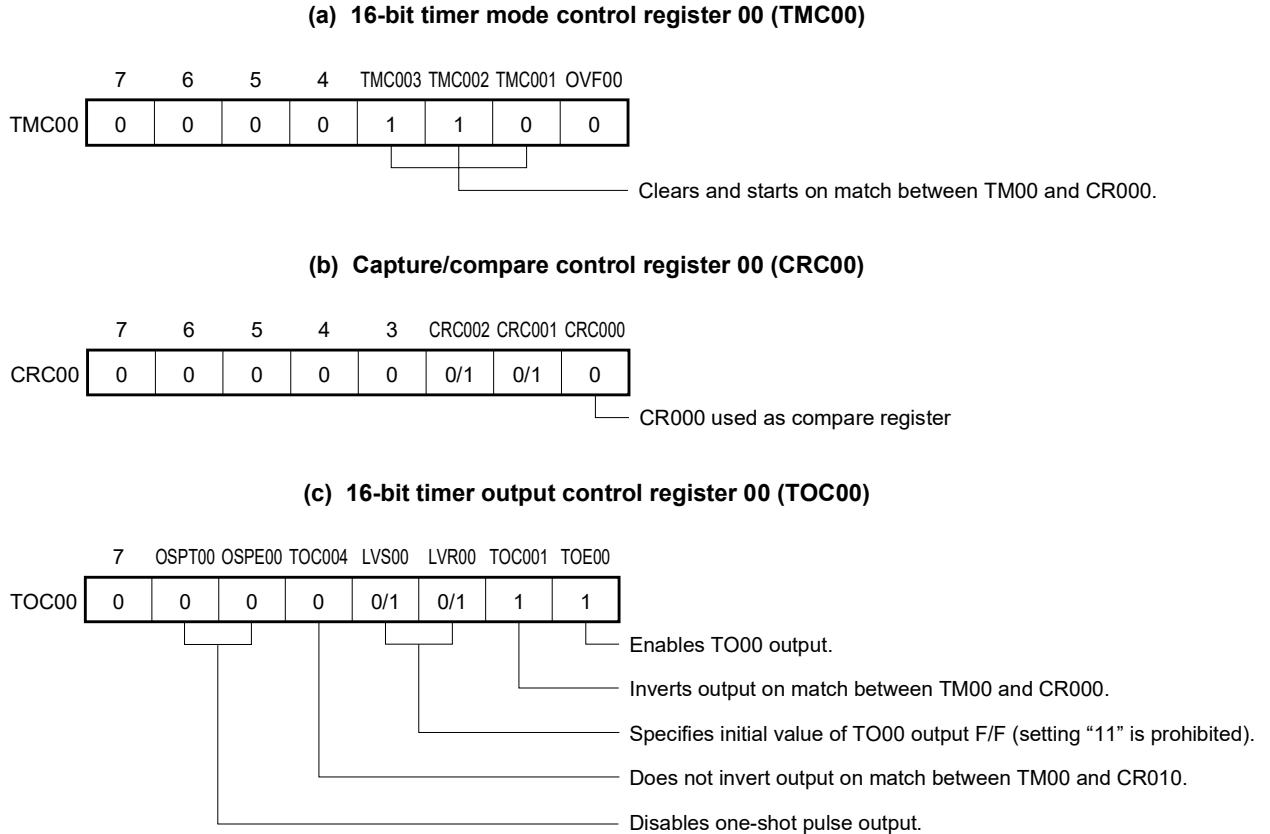 (a) 16-bit timer mode control register 00 (TMC00)
7 6 5 4 TMC003 TMC002 TMC001 OVF00
TMC00 0 0 0 0 1 1 0 0
Clears and starts on match between TM00 and CR000.
(b) Capture/compare control register 00 (CRC00)
7 6 5 4 3 CRC002 CRC001 CRC000
CRC00 0 0 0 0 0 0/1 0/1 0
CR000 used as compare register
(c) 16-bit timer output control register 00 (TOC00)
7 OSPT00 OSPE00 TOC004 LVS00 LVR00 TOC001 TOE00
TOC00 0 0 0 0 0/1 0/1 1 1
Enables TO00 output.
Inverts output on match between TM00 and CR000.
Specifies initial value of TO00 output F/F (setting “11” is prohibited).
Does not invert output on match between TM00 and CR010.
Disables one-shot pulse output.